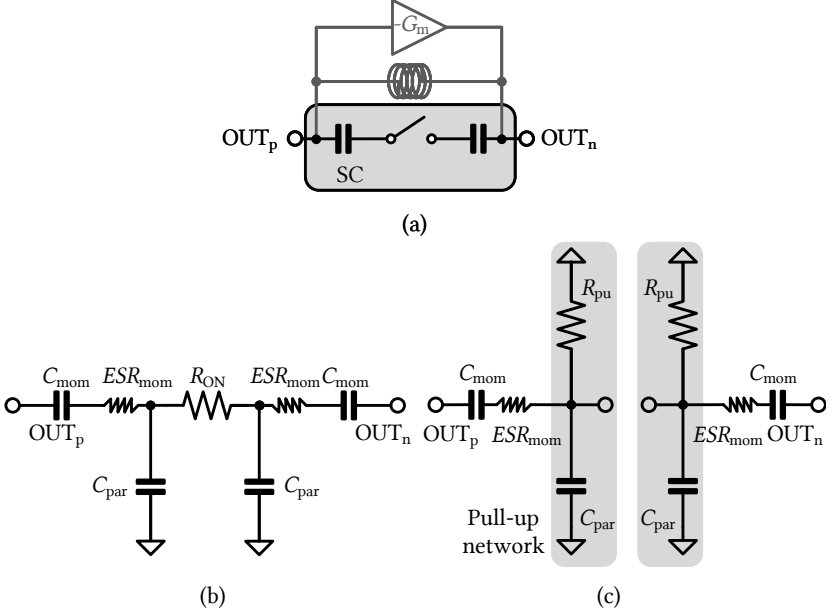 -Gm
OUTp
OUTn
SC
(a)
Rpu
Rpu
Cmom
ESRmom
RON
ESRmom
Cmom
Cmom
Cmom
OUTp
OUTn
OUTp
ESRmom
ESRmom
OUTn
Cpar
Cpar
Pull-up
network
Cpar
Cpar
(b)
(c)